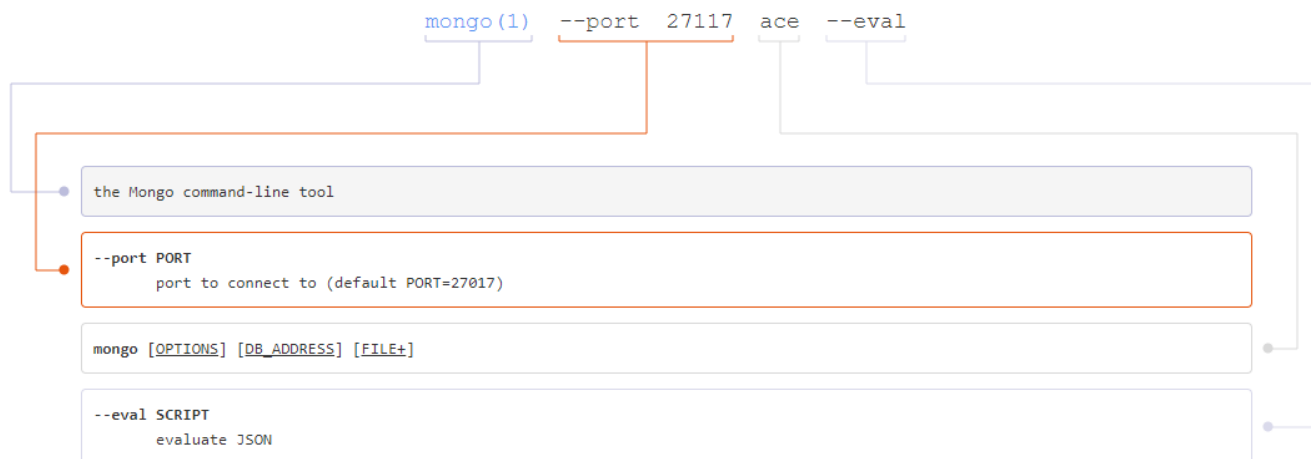 mongo(1) --port 27117 ace --eval
the Mongo command-line tool
--port PORT
port to connect to (default PORT=27017)
mongo [OPTIONS] [DB_ADDRESS] [FILE+]
--eval SCRIPT
evaluate JSON